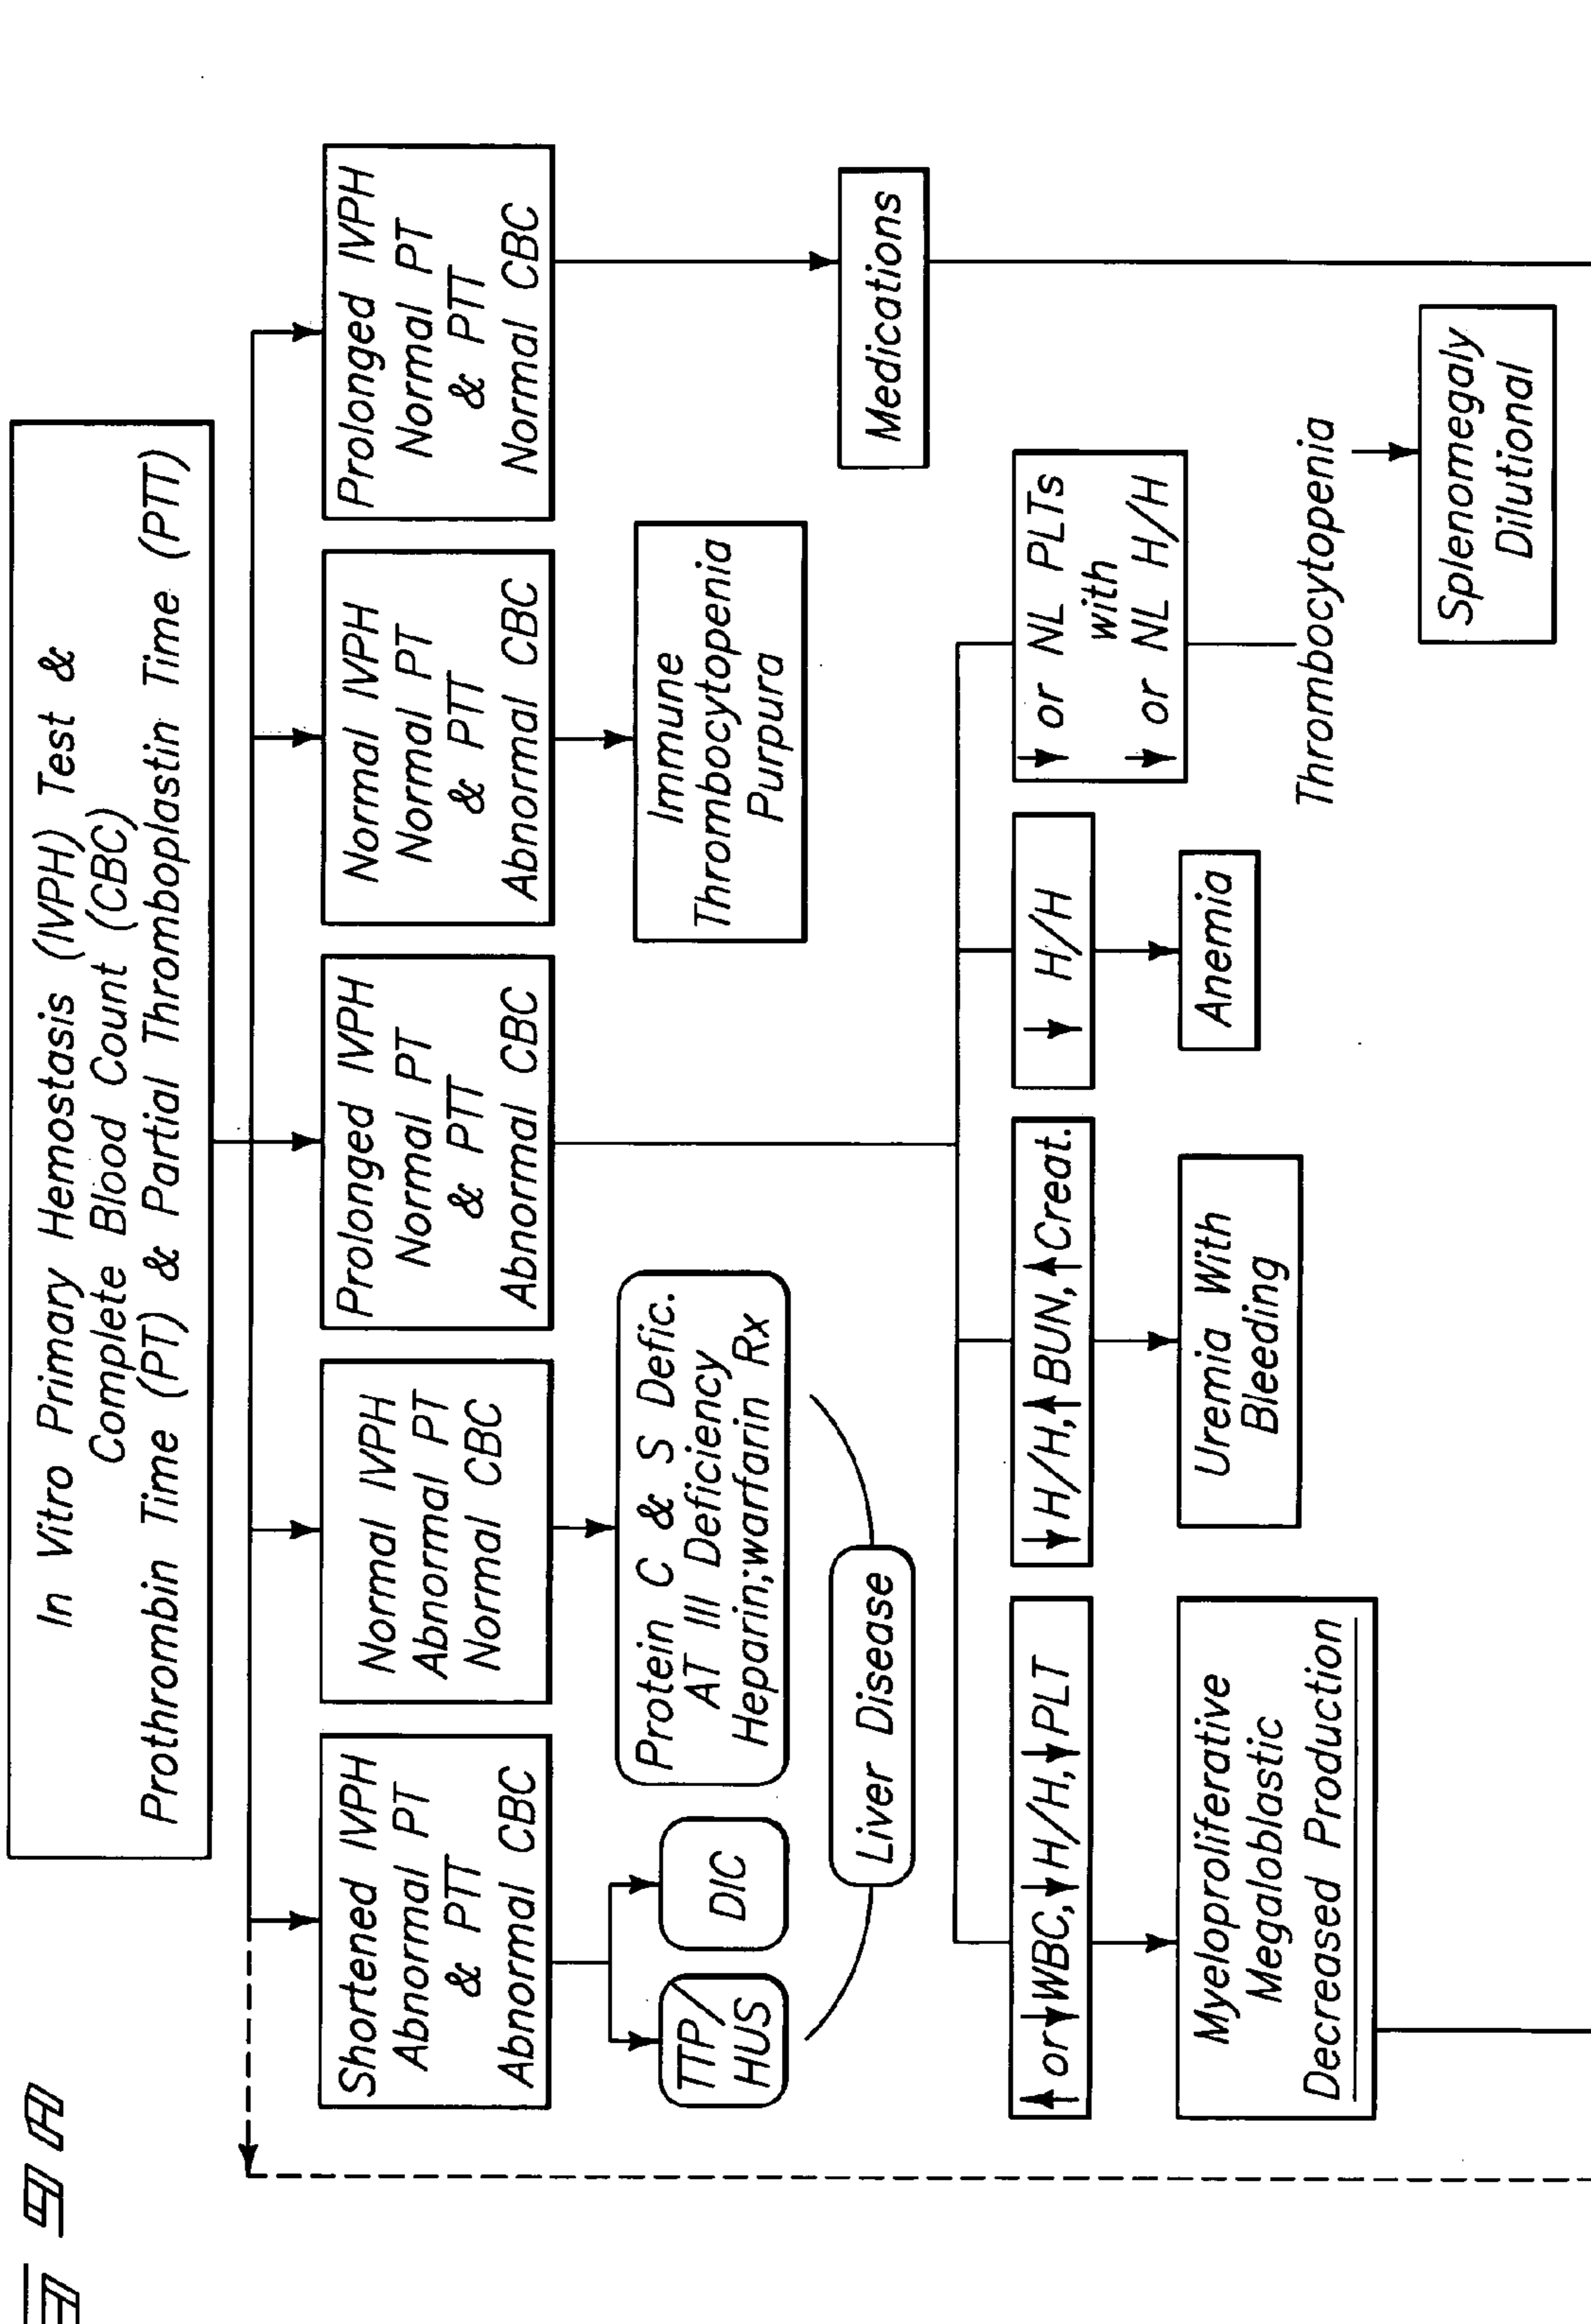 In Vitro Primary Hemostasis (IVPH) Test &
Complete Blood Count (CBC)
Prothrombin Time (PT) & Partial Thromboplastin Time (PTT)
Shortened IVPH
Abnormal PT
& PTT
Abnormal CBC
Normal IVPH
Abnormal PT
Normal CBC
Prolonged IVPH
Normal PT
& PTT
Abnormal CBC
Normal IVPH
Normal PT
& PTT
Abnormal CBC
Prolonged IVPH
Normal PT
& PTT
Normal CBC
TTP/
HUS
DIC
Protein C & S Defic.
AT III Deficiency
Heparin;warfarin Rx
Liver Disease
Immune
Thrombocytopenia
Purpura
Medications
↑ or ↓ WBC, ↓ H/H, ↓ PLT
↓ H/H, ↑ BUN, ↑ Creat.
↓ H/H
↓ or NL PLTs
with
↓ or NL H/H
Myeloproliferative
Megaloblastic
Decreased Production
Uremia With
Bleeding
Anemia
Thrombocytopenia
Splenomegaly
Dilutional